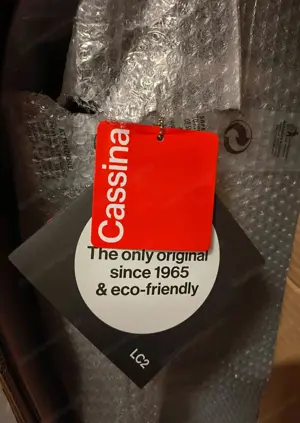 Cassina
The only original
since 1965
& eco-friendly
LC2